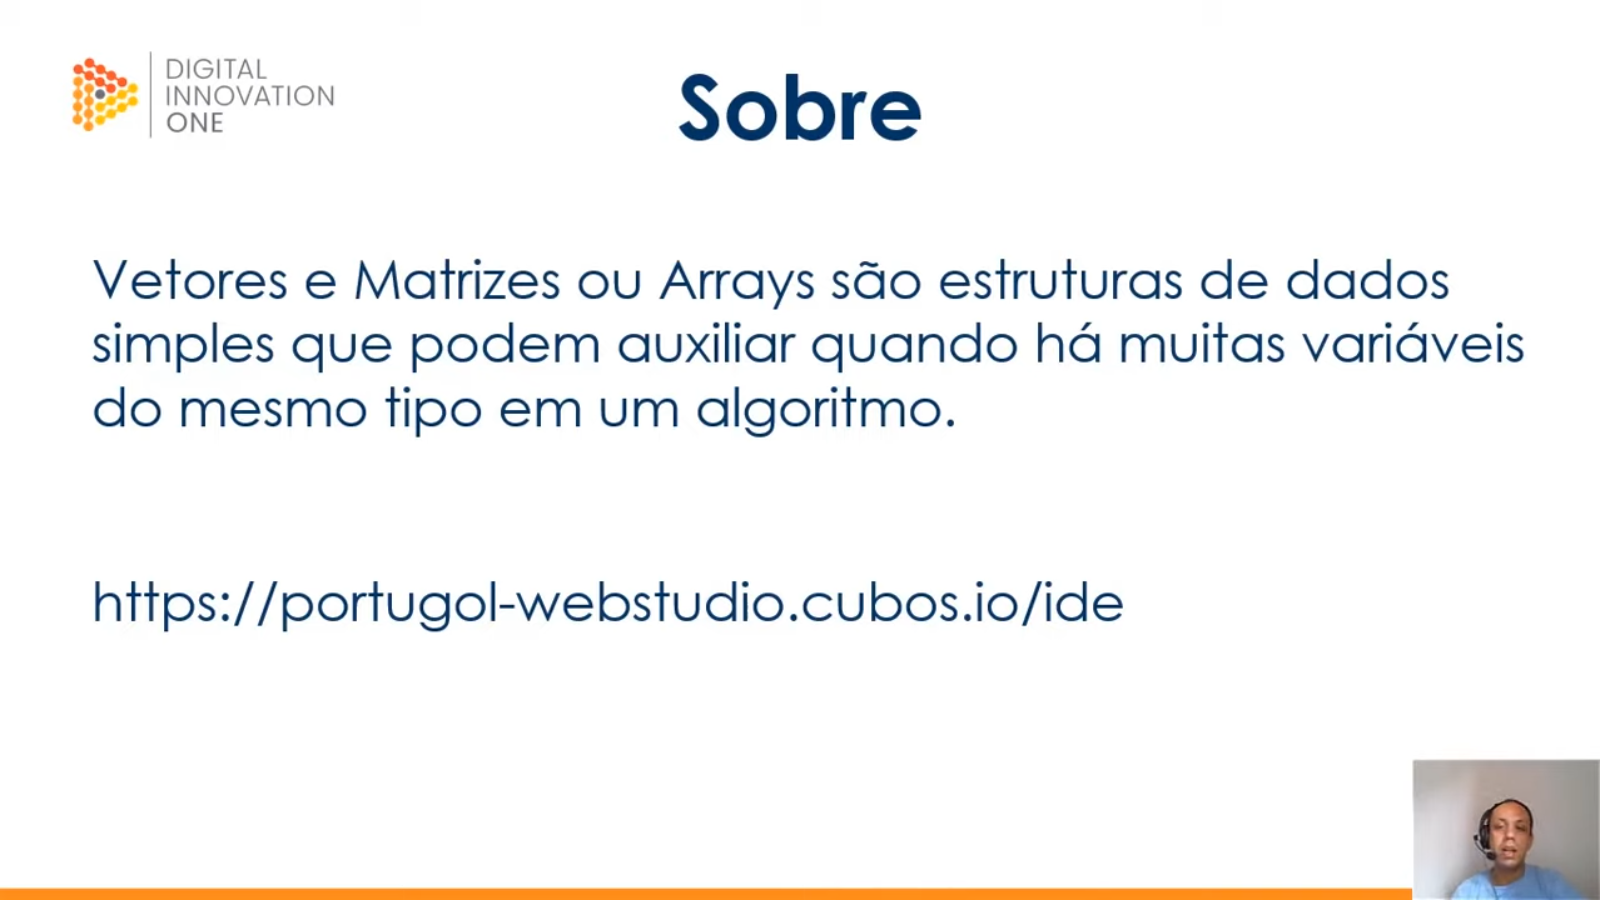 DIGITAL
INNOVATION
ONE
Sobre
Vetores e Matrizes ou Arrays são estruturas de dados
simples que podem auxiliar quando há muitas variáveis
do mesmo tipo em um algoritmo.
https://portugol-webstudio.cubos.io/ide